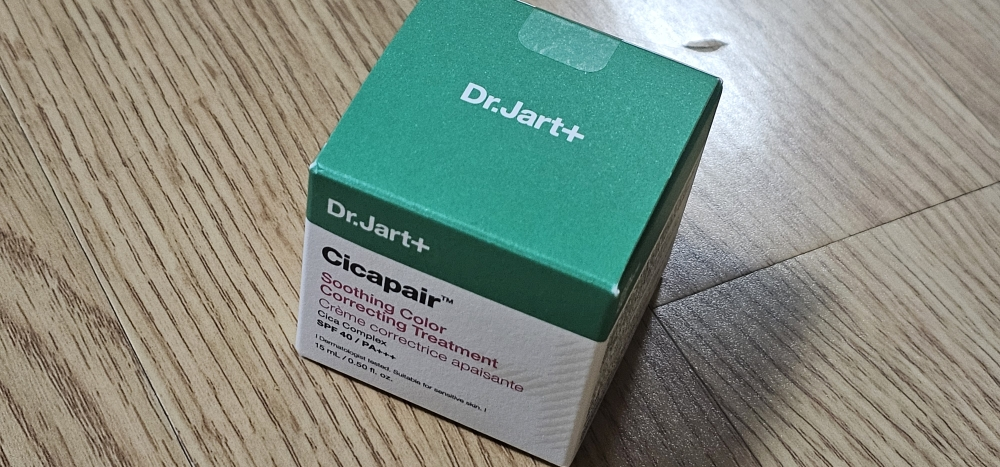 Dr.Jart+
Dr.Jart+
Cicapair™
Soothing Color
Correcting Treatment
Crème correctrice apaisante
Cica Complex
SPF 40 / PA+++
| Dermatologist tested. Suitable for sensitive skin. |
15 mL / 0.50 fl. oz.